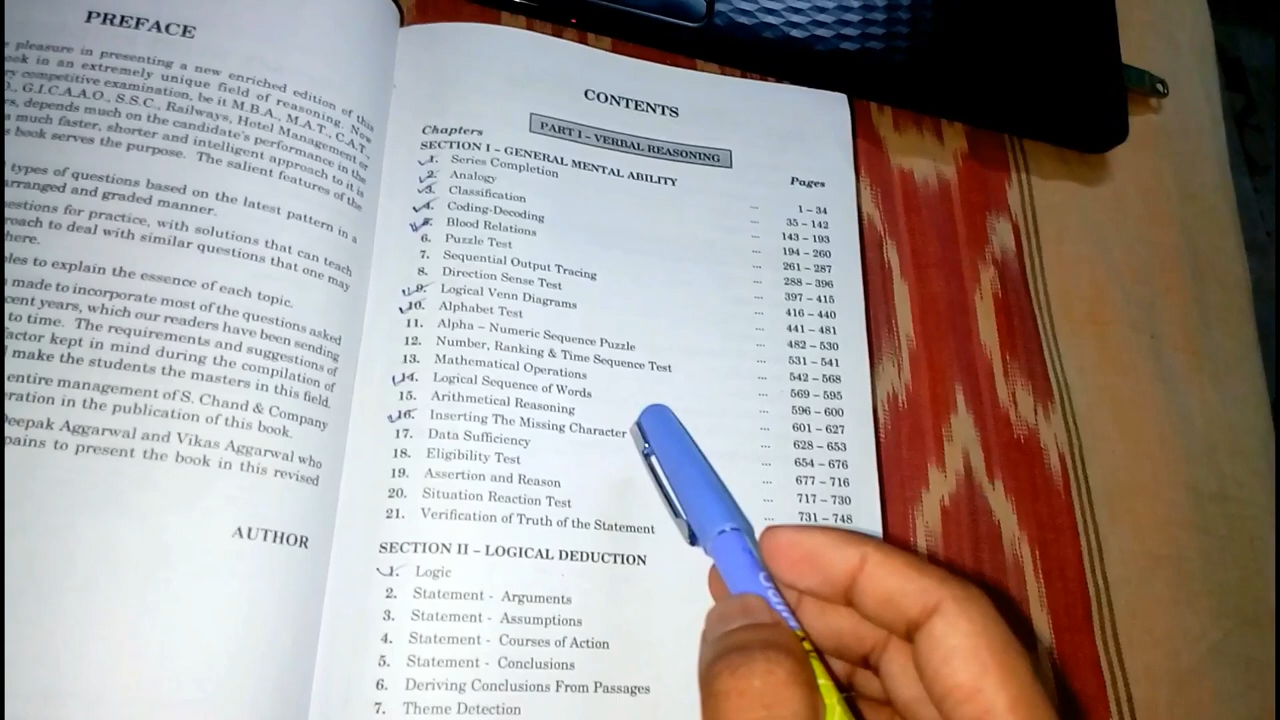 PREFACE
pleasure in presenting a new enriched edition of this
in an extremely unique field of reasoning. Now
competitive examination, be it M.B.A., M.A.T., C.A.T.,
G.I.C.A.A.O., S.S.C., Railways, Hotel Management or
depends much on the candidate's performance in the
a much faster, shorter and intelligent approach to it is
book serves the purpose. The salient features of the
types of questions based on the latest pattern in a
arranged and graded manner.
for practice, with solutions that can teach
to deal with similar questions that one may
here.
to explain the essence of each topic.
made to incorporate most of the questions asked
years, which our readers have been sending
to time. The requirements and suggestions of
factor kept in mind during the compilation of
make the students the masters in this field.
entire management of S. Chand & Company
in the publication of this book.
Deepak Aggarwal and Vikas Aggarwal who
pains to present the book in this revised
AUTHOR
CONTENTS
PART I – VERBAL REASONING
Chapters Pages
SECTION I – GENERAL MENTAL ABILITY
1. Series Completion ... 1 – 34
2. Analogy ... 35 – 142
3. Classification ... 143 – 193
4. Coding-Decoding ... 194 – 260
5. Blood Relations ... 261 – 287
6. Puzzle Test ... 288 – 396
7. Sequential Output Tracing ... 397 – 415
8. Direction Sense Test ... 416 – 440
9. Logical Venn Diagrams ... 441 – 481
10. Alphabet Test ... 482 – 530
11. Alpha – Numeric Sequence Puzzle ... 531 – 541
12. Number, Ranking & Time Sequence Test ... 542 – 568
13. Mathematical Operations ... 569 – 595
14. Logical Sequence of Words ... 596 – 600
15. Arithmetical Reasoning ... 601 – 627
16. Inserting The Missing Character ... 628 – 653
17. Data Sufficiency ... 654 – 676
18. Eligibility Test ... 677 – 716
19. Assertion and Reason ... 717 – 730
20. Situation Reaction Test ... 731 – 748
21. Verification of Truth of the Statement
SECTION II – LOGICAL DEDUCTION
1. Logic
2. Statement - Arguments
3. Statement - Assumptions
4. Statement - Courses of Action
5. Statement - Conclusions
6. Deriving Conclusions From Passages
7. Theme Detection